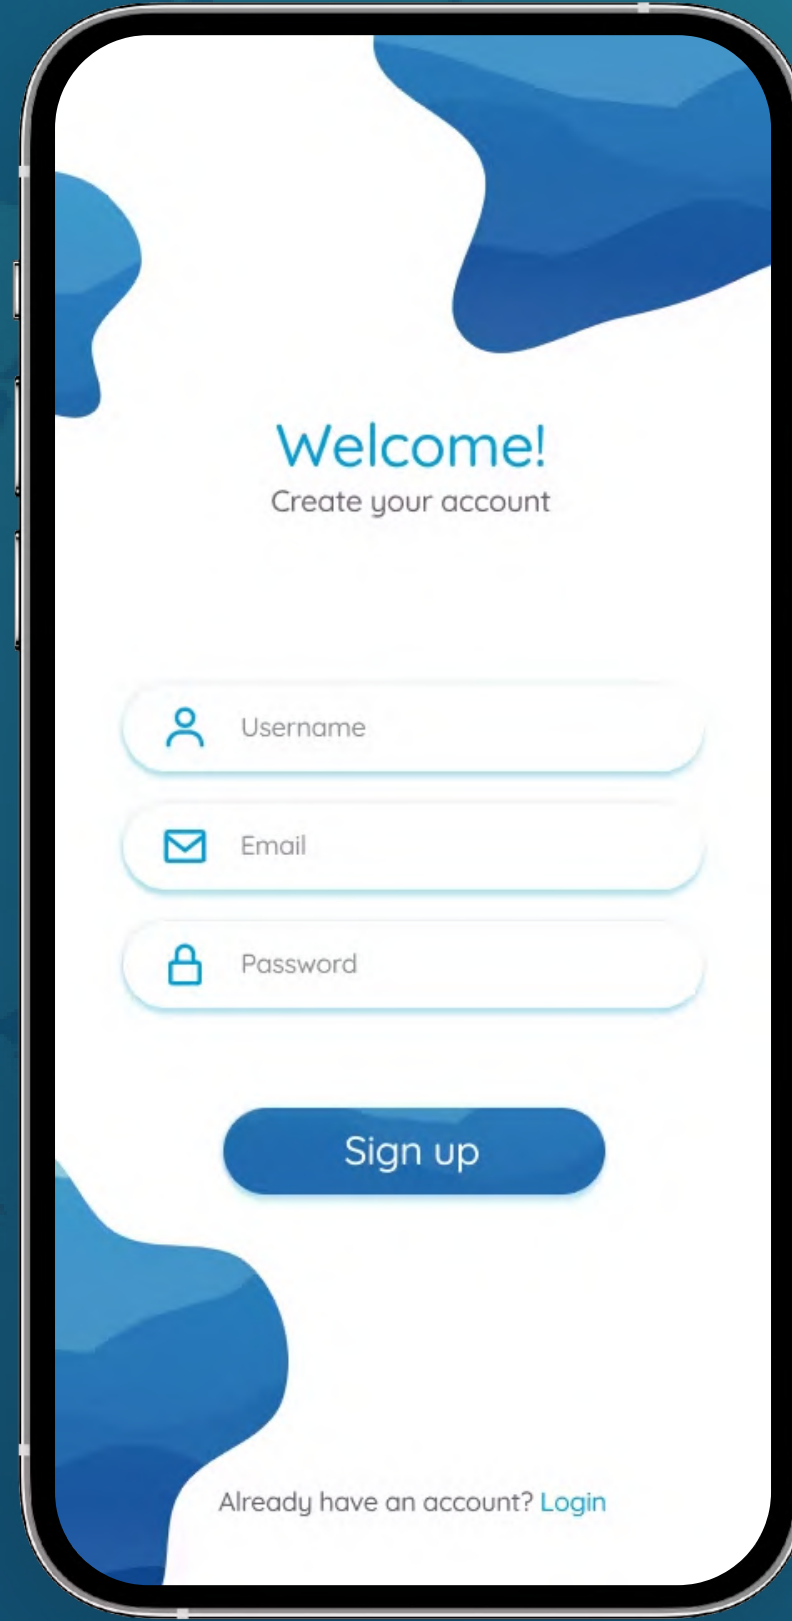 Welcome!
Create your account
Username
Email
Password
Sign up
Already have an account? Login